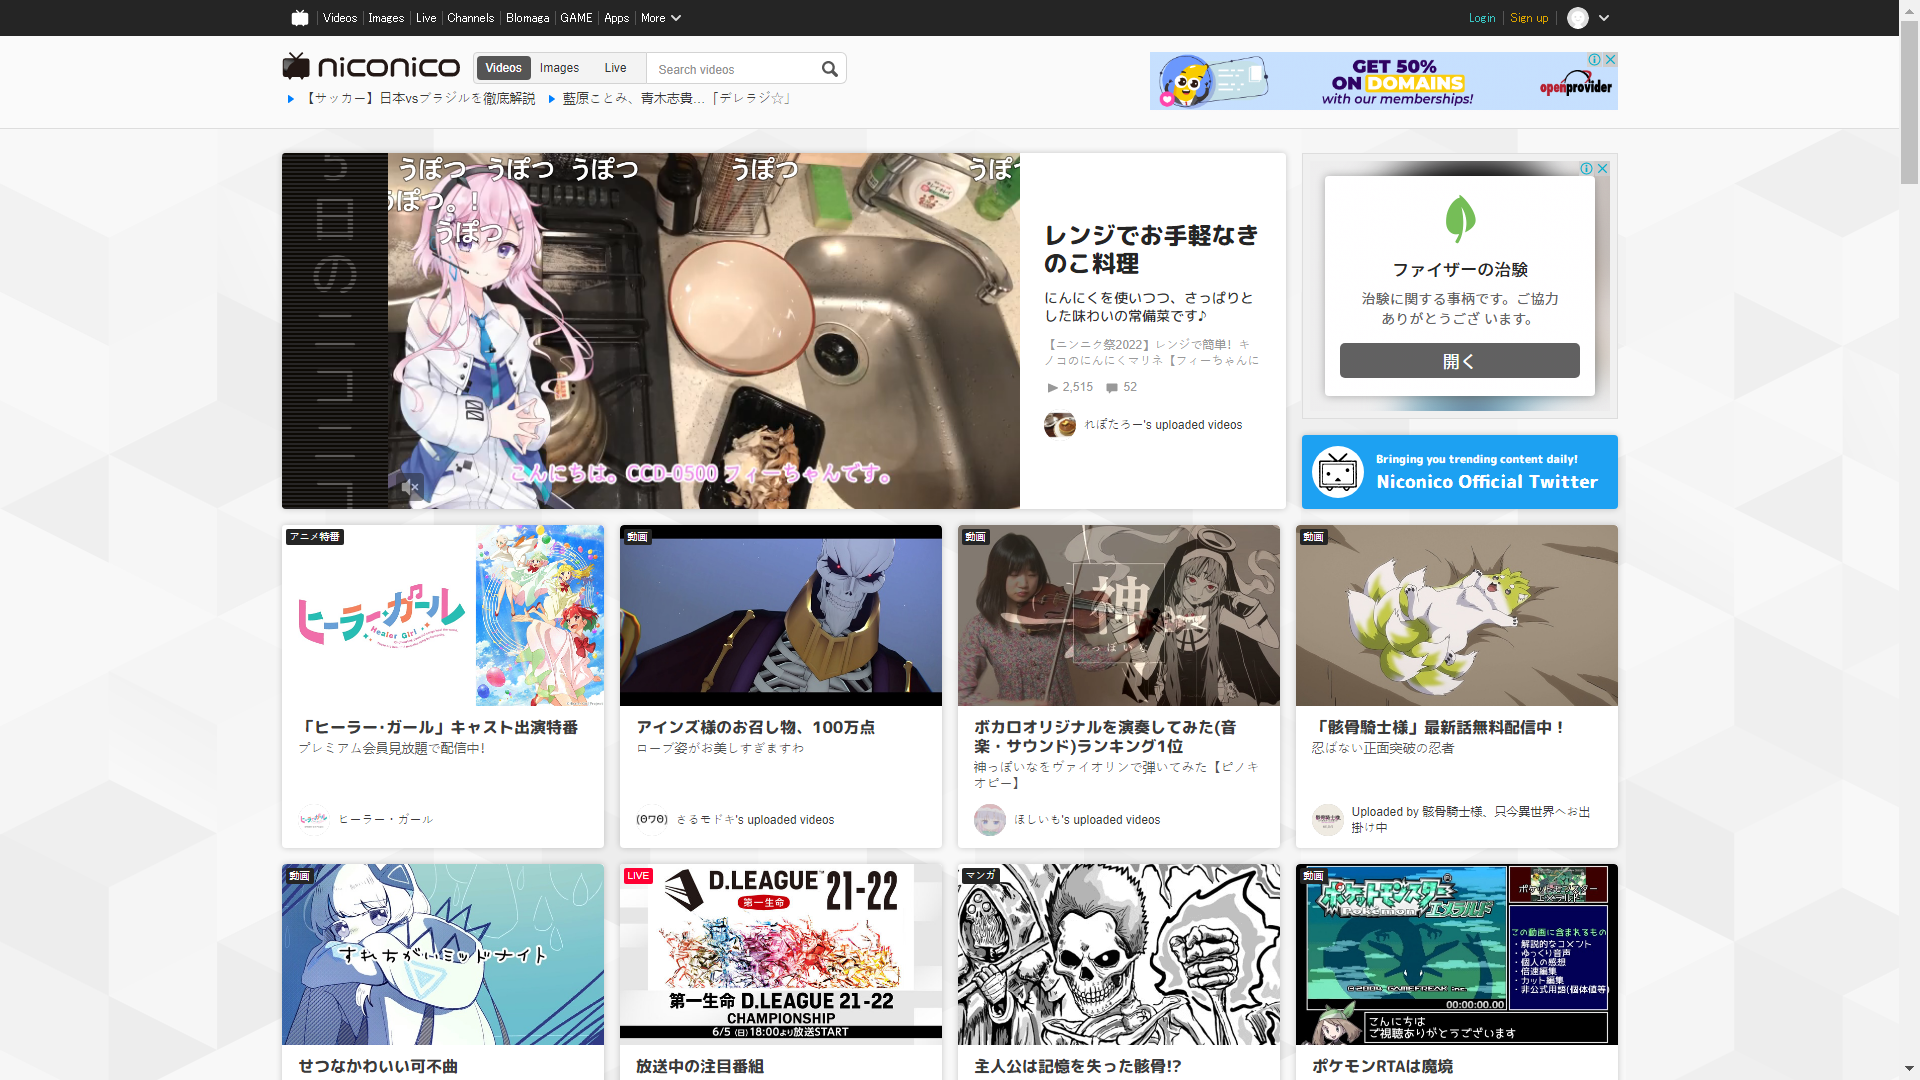 Videos Images Live Channels Blomaga GAME Apps More
Login Sign up
niconico
Videos Images Live Search videos
【サッカー】日本vsブラジルを徹底解説 藍原ことみ、青木志貴…「デレラジ☆」
GET 50%
ON DOMAINS
with our memberships!
openprovider
うぽつ うぽつ うぽつ うぽつ うぽつ
うぽつ。!
うぽつ
こんにちは。CCD-0500 フィーちゃんです。
レンジでお手軽なき
のこ料理
にんにくを使いつつ、さっぱりと
した味わいの常備菜です♪
【ニンニク祭2022】レンジで簡単！キ
ノコのにんにくマリネ【フィーちゃんに
2,515 52
れぽたろー's uploaded videos
ファイザーの治験
治験に関する事柄です。ご協力
ありがとうござ います。
開く
Bringing you trending content daily!
Niconico Official Twitter
アニメ特番
ヒーラー・ガール
Healer Girl
「ヒーラー･ガール」キャスト出演特番
プレミアム会員見放題で配信中!
ヒーラー・ガール
動画
アインズ様のお召し物、100万点
ローブ姿がお美しすぎますわ
さるモドキ's uploaded videos
動画
神
っぽいな
ボカロオリジナルを演奏してみた(音
楽・サウンド)ランキング1位
神っぽいなをヴァイオリンで弾いてみた【ピノキ
オピー】
ほしいも's uploaded videos
動画
「骸骨騎士様」最新話無料配信中！
忍ばない正面突破の忍者
Uploaded by 骸骨騎士様、只今異世界へお出
掛け中
動画
すれちがいミッドナイト
せつなかわいい可不曲
LIVE
D.LEAGUE 21-22
第一生命
第一生命 D.LEAGUE 21-22
CHAMPIONSHIP
6/5 (日) 18:00より放送START
放送中の注目番組
マンガ
主人公は記憶を失った骸骨!?
動画
ポケットモンスター
Pokémon エメラルド
©2004 GAMEFREAK inc.
00:00:00.00
ポケットモンスター
エメラルド
この動画に含まれるもの
・解説的なコメント
・ゆっくり音声
・個人の感想
・倍速編集
・カット編集
・非公式用語(個体値等)
こんにちは
ご視聴ありがとうございます
ポケモンRTAは魔境